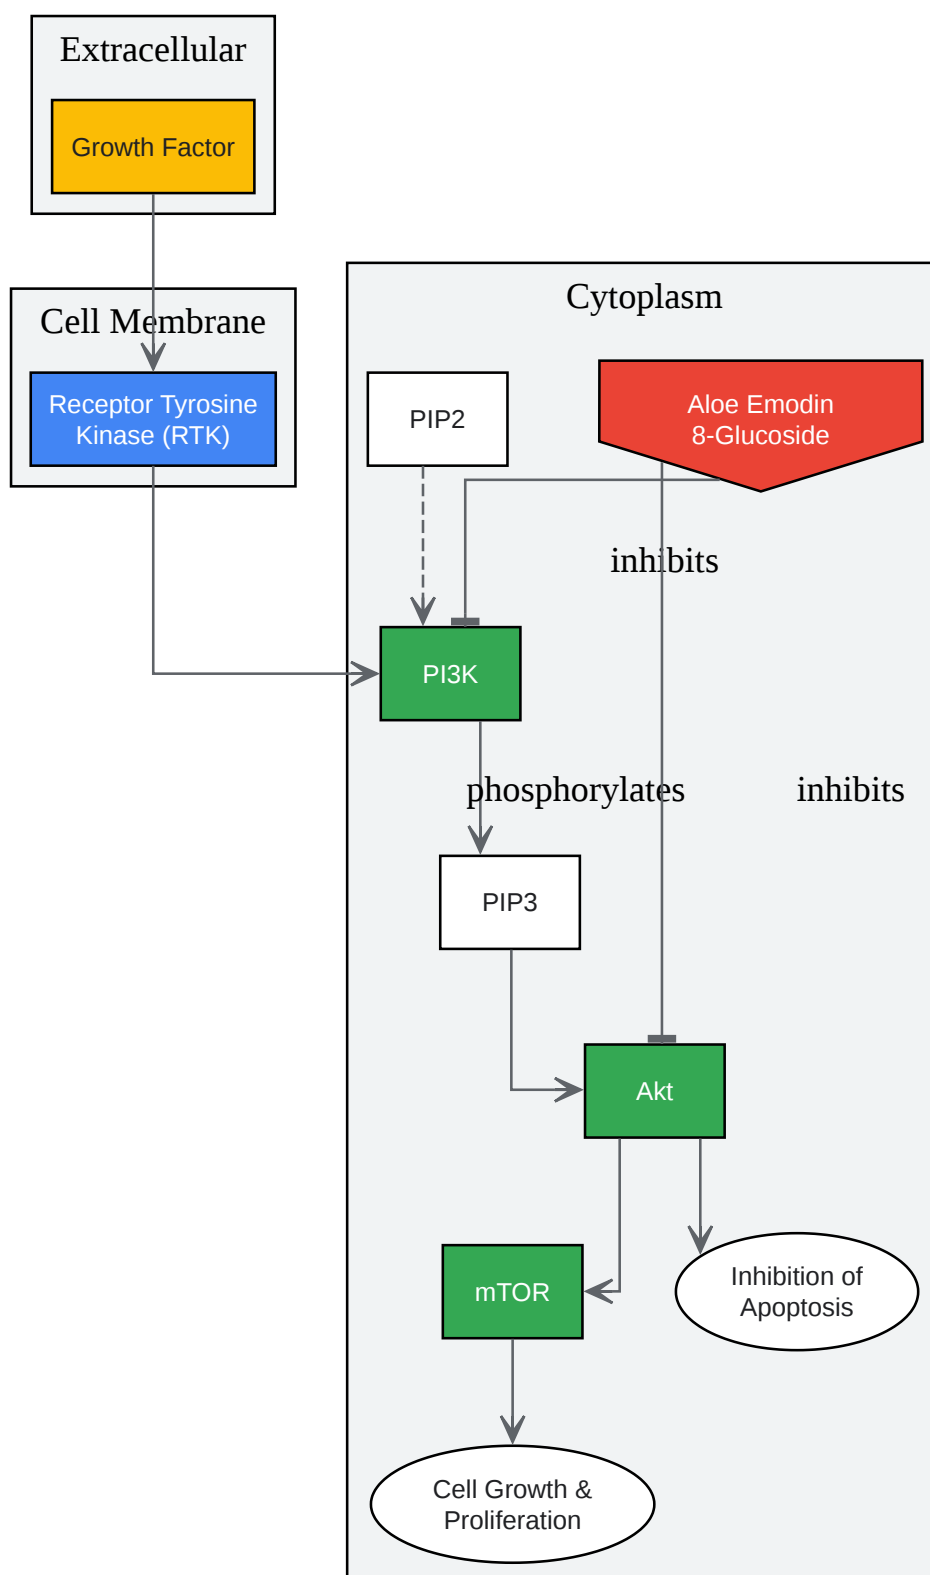 Extracellular
Growth Factor
Cell Membrane
Receptor Tyrosine
Kinase (RTK)
Cytoplasm
PIP2
Aloe Emodin
8-Glucoside
inhibits
PI3K
phosphorylates
inhibits
PIP3
Akt
mTOR
Inhibition of
Apoptosis
Cell Growth &
Proliferation